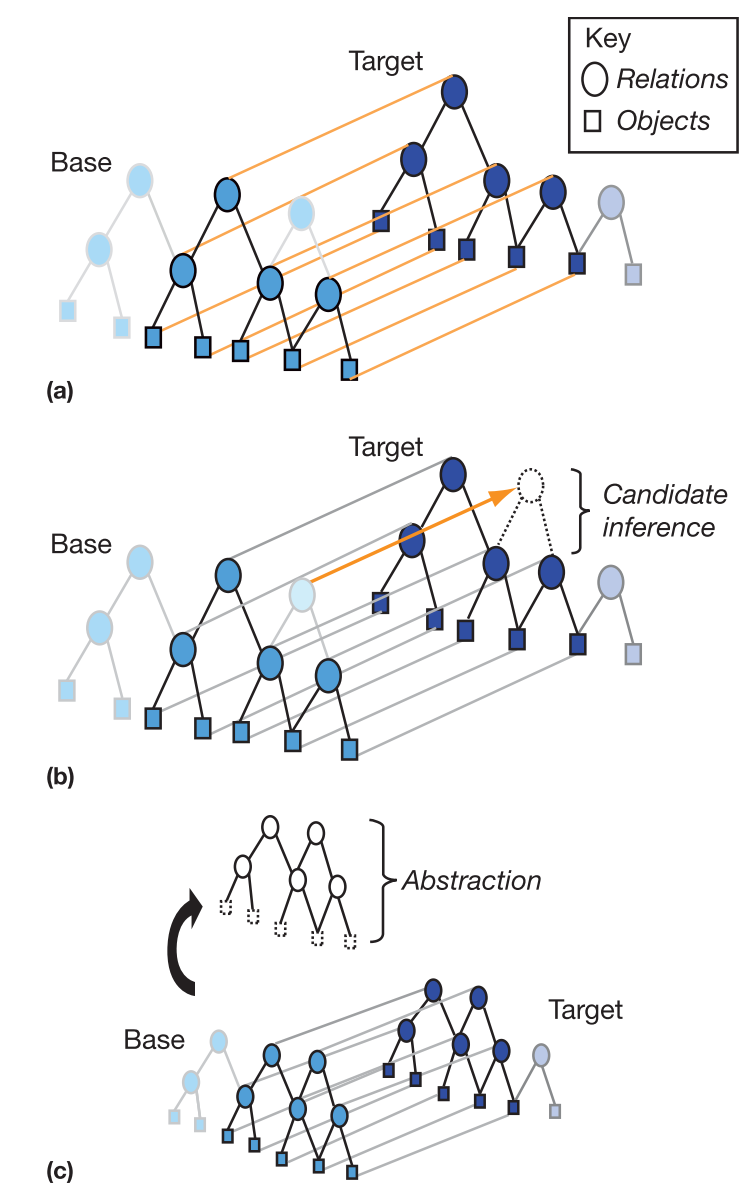 Key
Relations
Objects
Target
Base
(a)
Target
Candidate
inference
Base
(b)
Abstraction
Target
Base
(c)